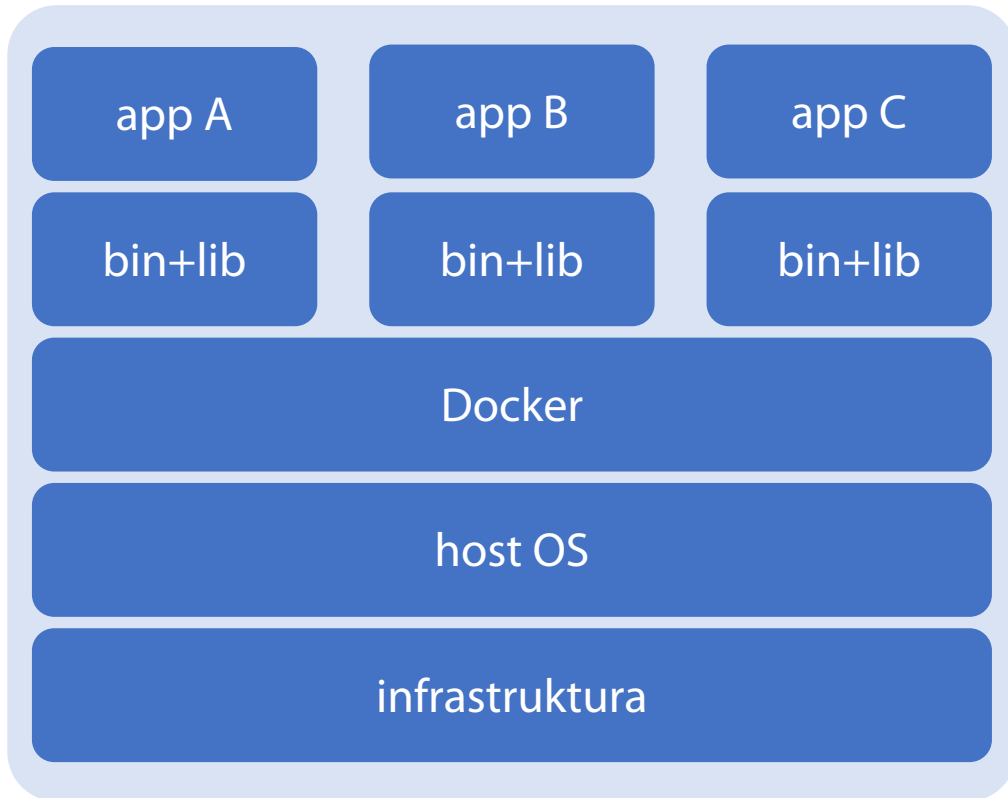 app A
app B
app C
bin+lib
bin+lib
bin+lib
Docker
host OS
infrastruktura